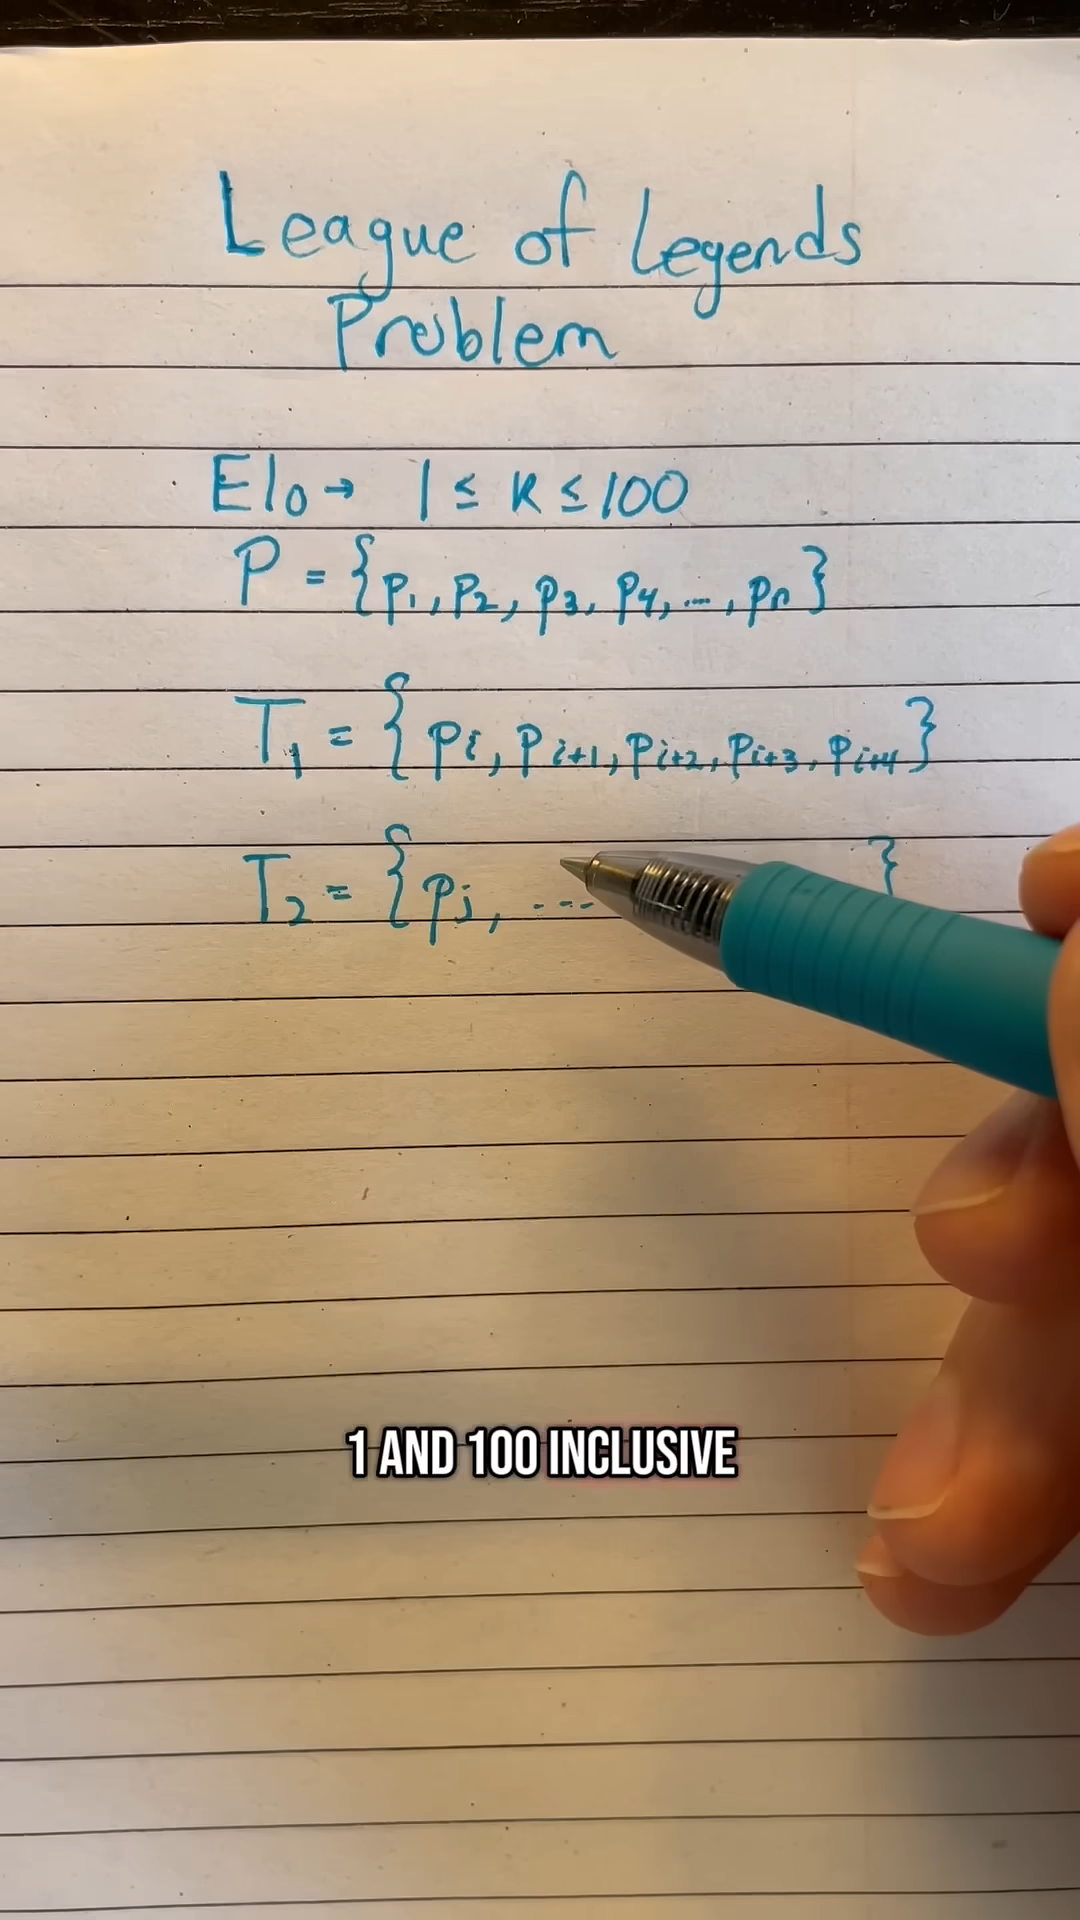 League of Legends
Problem
Elo → 1 ≤ K ≤ 100
P = {p1, p2, p3, p4, ..., pn}
T1 = {pi, pi+1, pi+2, pi+3, pi+4}
T2 = {pj, ... }
1 AND 100 INCLUSIVE